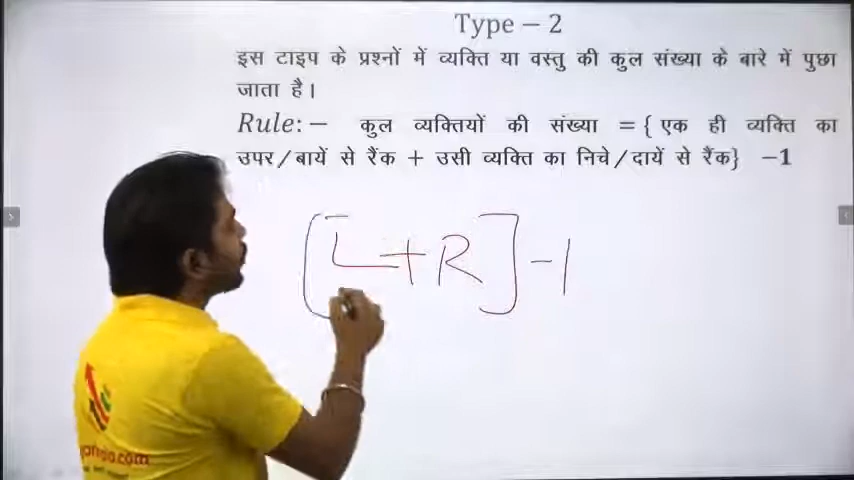 Type – 2
इस टाइप के प्रश्नों में व्यक्ति या वस्तु की कुल संख्या के बारे में पुछा
जाता है।
Rule:– कुल व्यक्तियों की संख्या = { एक ही व्यक्ति का
उपर/बायें से रैंक + उसी व्यक्ति का निचे/दायें से रैंक} –1
[L+R]-1